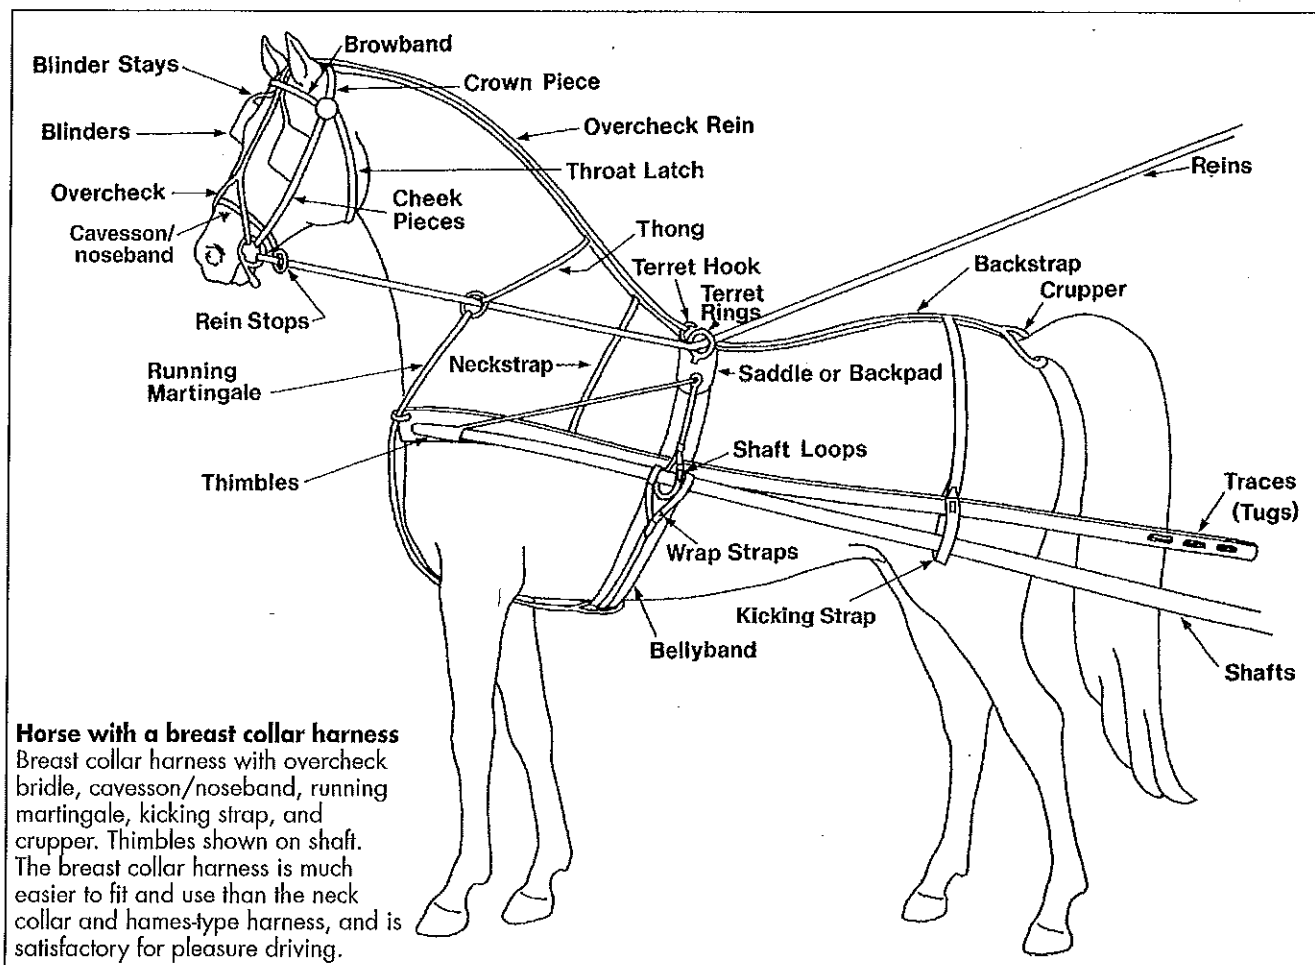 Browband
Blinder Stays
Crown Piece
Blinders
Overcheck Rein
Throat Latch
Reins
Overcheck
Cheek
Pieces
Cavesson/
noseband
Thong
Terret Hook
Terret
Rings
Backstrap
Crupper
Rein Stops
Running
Martingale
Neckstrap
Saddle or Backpad
Thimbles
Shaft Loops
Traces
(Tugs)
Wrap Straps
Kicking Strap
Bellyband
Shafts
Horse with a breast collar harness
Breast collar harness with overcheck
bridle, cavesson/noseband, running
martingale, kicking strap, and
crupper. Thimbles shown on shaft.
The breast collar harness is much
easier to fit and use than the neck
collar and hames-type harness, and is
satisfactory for pleasure driving.